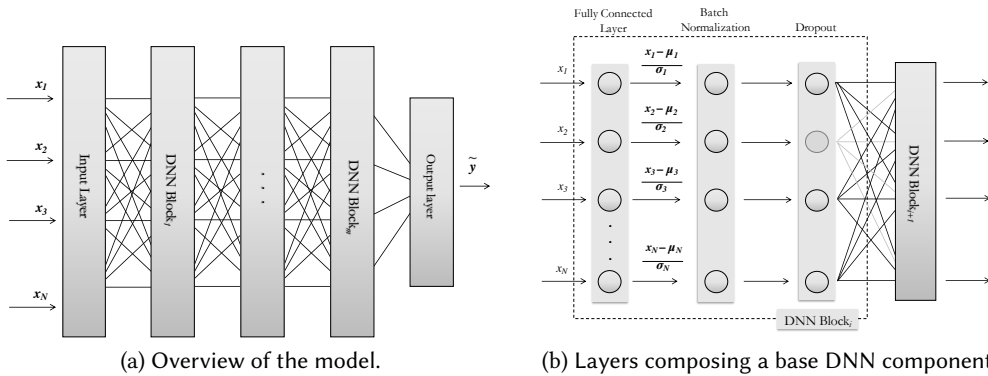 x1
x2
x3
xN
Input Layer
DNN Block1
. . .
DNN Blockm
Output layer
ỹ
(a) Overview of the model.
Fully Connected
Layer
Batch
Normalization
Dropout
x1
x2
x3
xN
x1 − μ1
σ1
x2 − μ2
σ2
x3 − μ3
σ3
. . . .
xN − μN
σN
DNN Blocki+1
DNN Blocki
(b) Layers composing a base DNN component